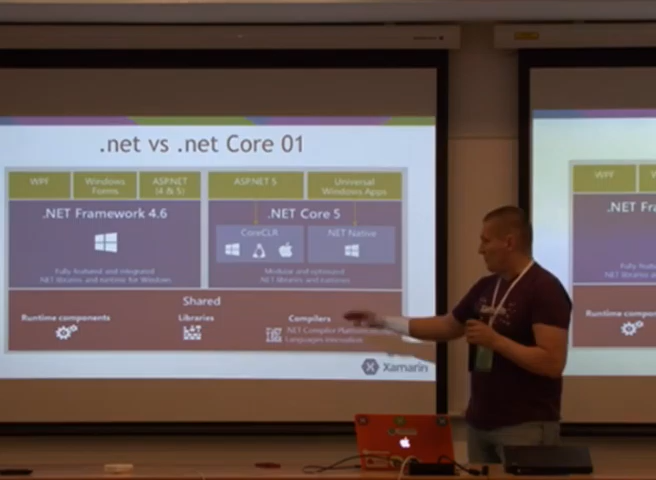 .net vs .net Core 01
WPF
Windows
Forms
ASP.NET
(4 & 5)
ASP.NET 5
Universal
Windows Apps
.NET Framework 4.6
.NET Core 5
CoreCLR
.NET Native
Fully-featured and integrated
.NET libraries and runtime for Windows
Modular and optimized
.NET libraries and runtimes
Shared
Runtime components
Libraries
Compilers
.NET Compiler Platform
Languages innovation
Xamarin
WPF
W
.NET Fra
Fully-feat
Runtime compon